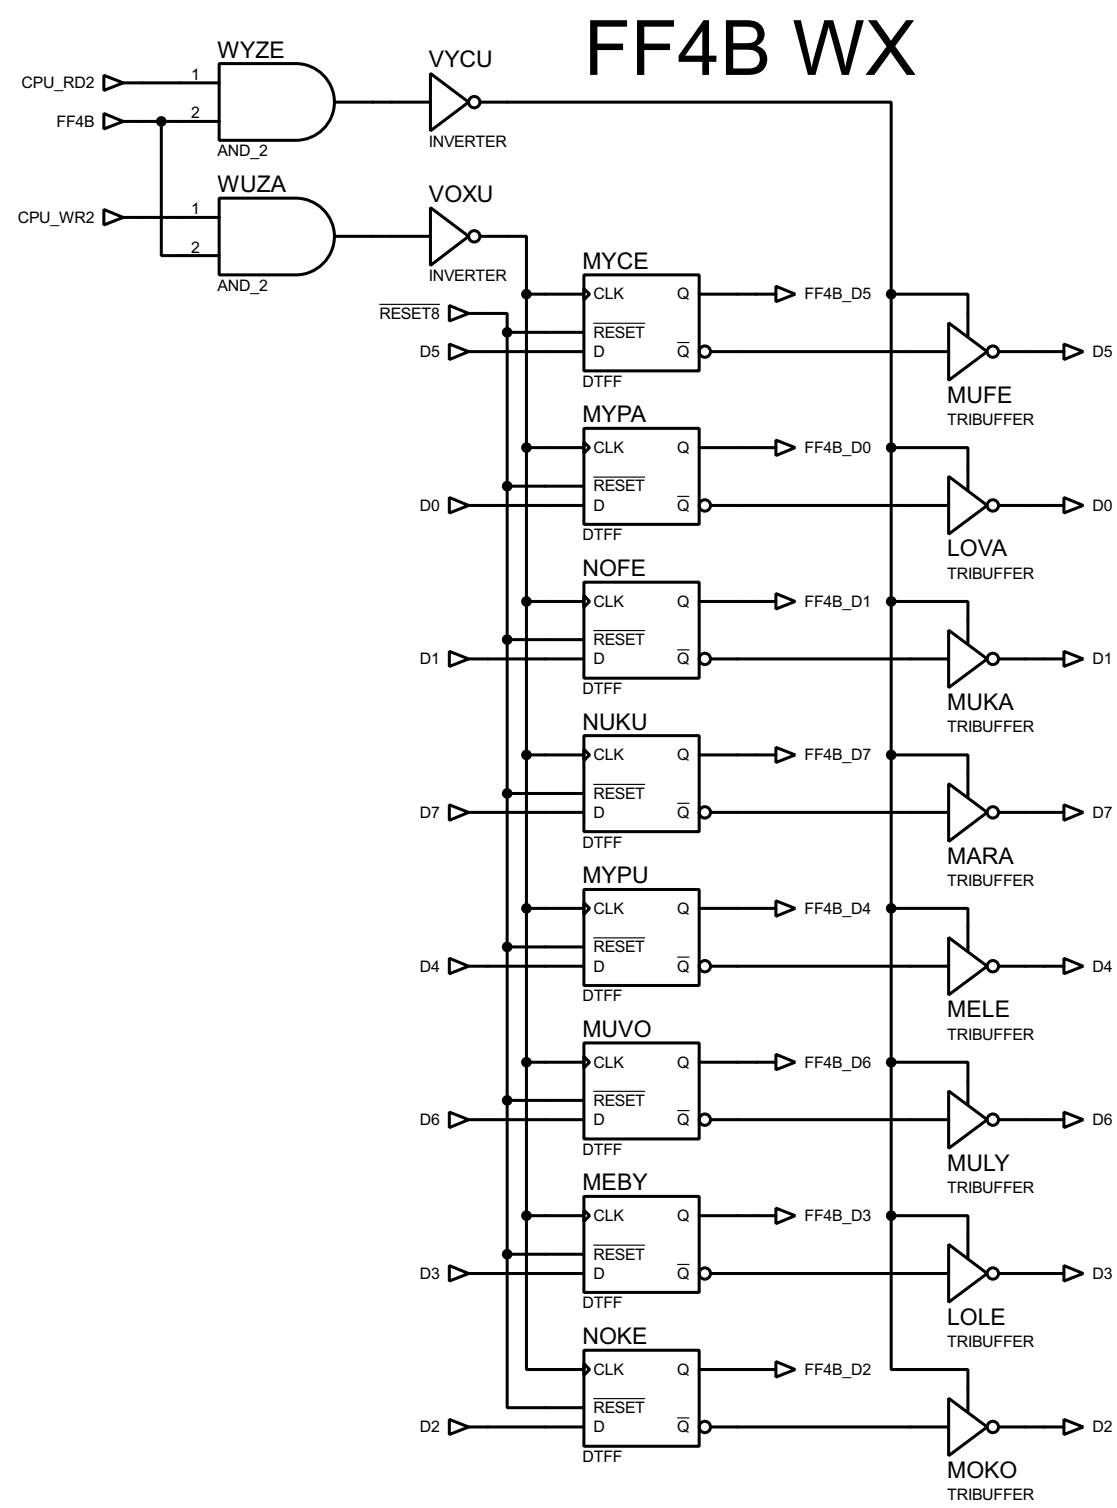 FF4B WX
WYZE
VYCU
CPU_RD2
1
FF4B
2
AND_2
INVERTER
WUZA
VOXU
CPU_WR2
1
2
AND_2
INVERTER
MYCE
CLK Q FF4B_D5
RESET8
RESET
D5 D Q D5
DTFF
MUFE
TRIBUFFER
MYPA
CLK Q FF4B_D0
RESET
D0 D Q D0
DTFF
LOVA
TRIBUFFER
NOFE
CLK Q FF4B_D1
RESET
D1 D Q D1
DTFF
MUKA
TRIBUFFER
NUKU
CLK Q FF4B_D7
RESET
D7 D Q D7
DTFF
MARA
TRIBUFFER
MYPU
CLK Q FF4B_D4
RESET
D4 D Q D4
DTFF
MELE
TRIBUFFER
MUVO
CLK Q FF4B_D6
RESET
D6 D Q D6
DTFF
MULY
TRIBUFFER
MEBY
CLK Q FF4B_D3
RESET
D3 D Q D3
DTFF
LOLE
TRIBUFFER
NOKE
CLK Q FF4B_D2
RESET
D2 D Q D2
DTFF
MOKO
TRIBUFFER